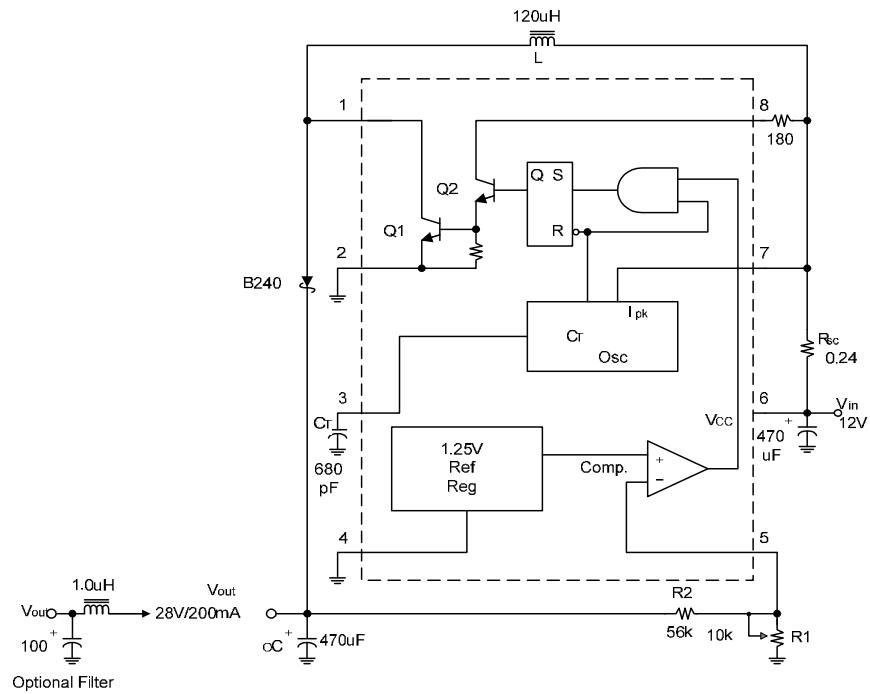 120uH
L
1
8
180
Q2
Q S
Q1
R
2
7
B240
Ipk
CT
Osc
Rsc
0.24
3
6
Vin
12V
CT
VCC
470
uF
680
pF
1.25V
Ref
Reg
Comp.
+
−
4
5
1.0uH
Vout
R2
Vout
28V/200mA
100
+
oC
+
470uF
56k
10k
R1
Optional Filter